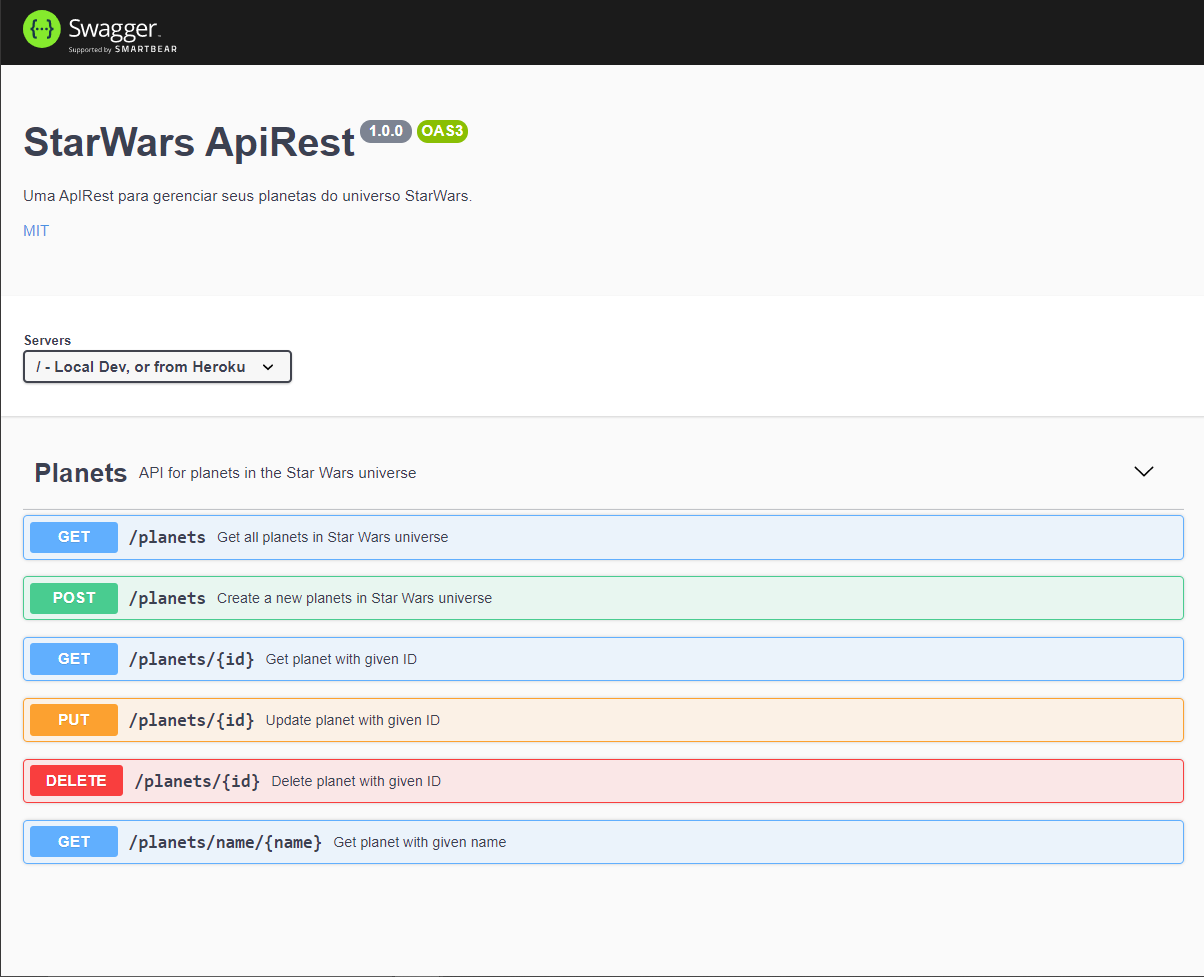 Swagger
Supported by SMARTBEAR
StarWars ApiRest 1.0.0 OAS3
Uma ApIRest para gerenciar seus planetas do universo StarWars.
MIT
Servers
/ - Local Dev, or from Heroku
Planets API for planets in the Star Wars universe
GET /planets Get all planets in Star Wars universe
POST /planets Create a new planets in Star Wars universe
GET /planets/{id} Get planet with given ID
PUT /planets/{id} Update planet with given ID
DELETE /planets/{id} Delete planet with given ID
GET /planets/name/{name} Get planet with given name